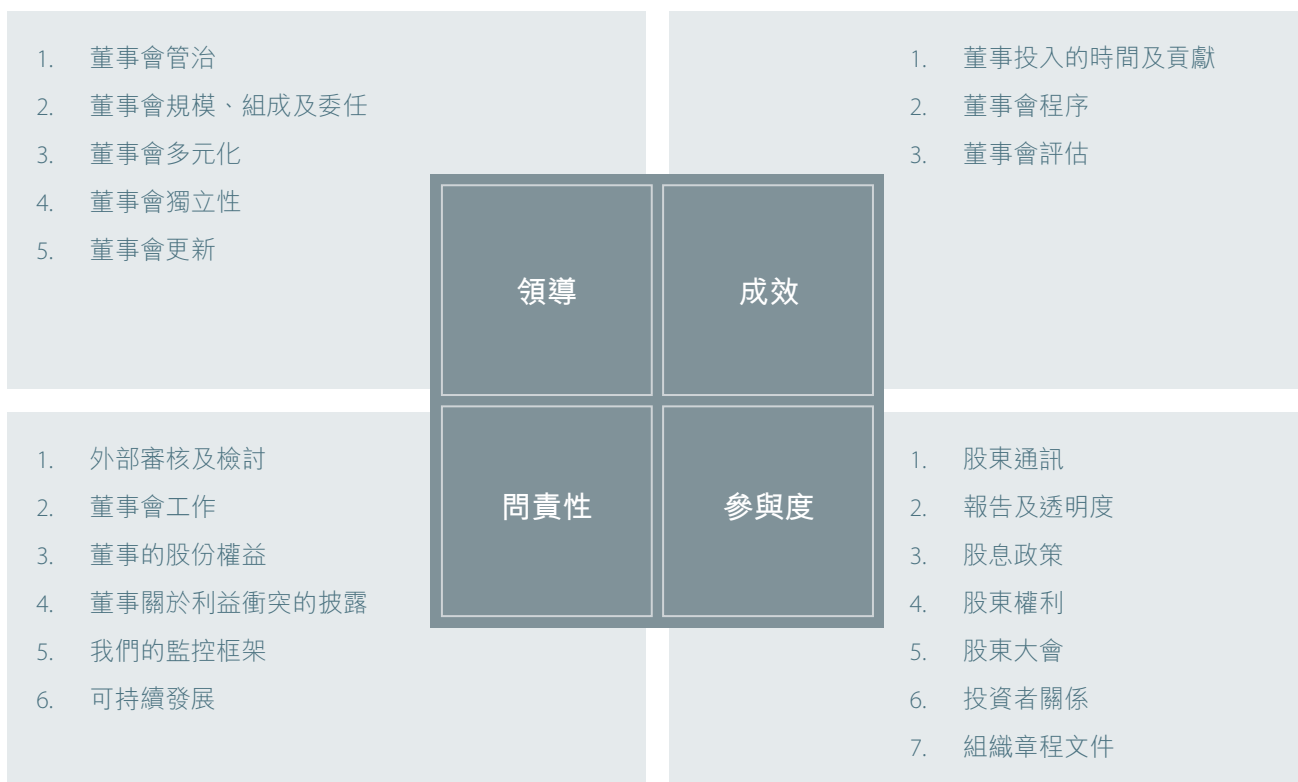 1. 董事會管治
2. 董事會規模、組成及委任
3. 董事會多元化
4. 董事會獨立性
5. 董事會更新
領導
1. 董事投入的時間及貢獻
2. 董事會程序
3. 董事會評估
成效
1. 外部審核及檢討
2. 董事會工作
3. 董事的股份權益
4. 董事關於利益衝突的披露
5. 我們的監控框架
6. 可持續發展
問責性
1. 股東通訊
2. 報告及透明度
3. 股息政策
4. 股東權利
5. 股東大會
6. 投資者關係
7. 組織章程文件
參與度